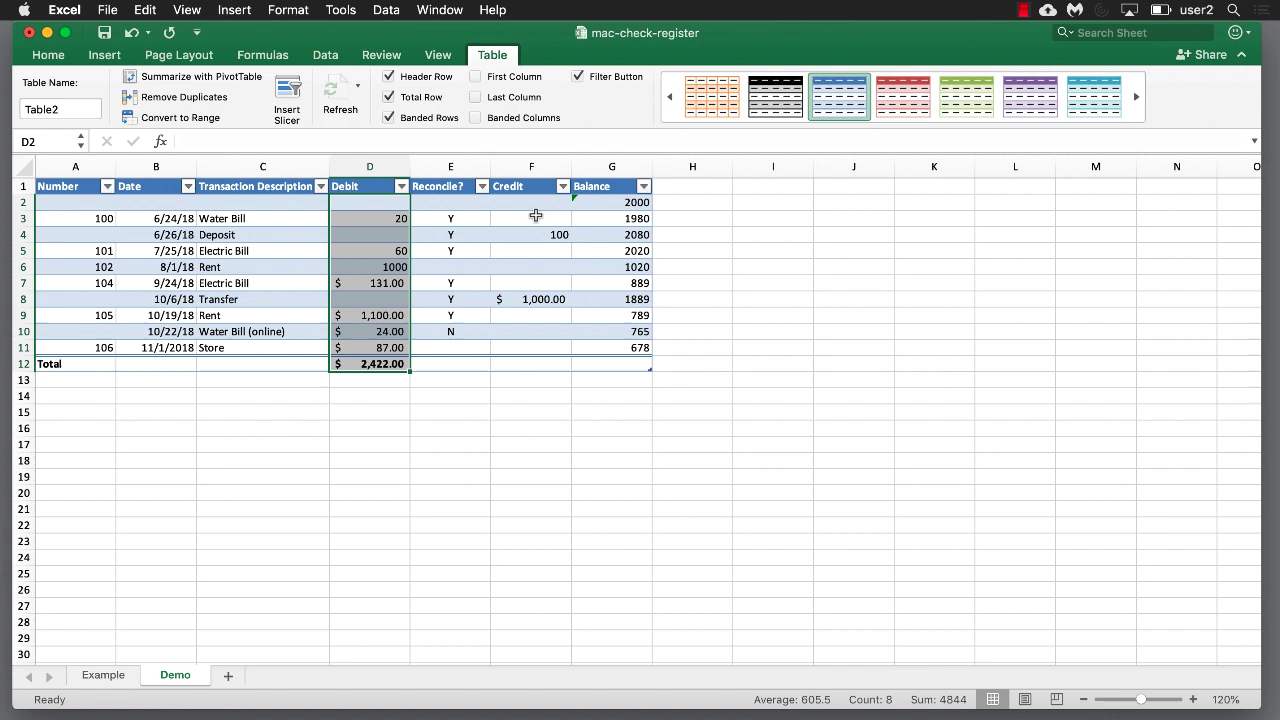 Excel File Edit View Insert Format Tools Data Window Help user2
mac-check-register
Search Sheet
Home Insert Page Layout Formulas Data Review View Table Share
Table Name:
Table2
Summarize with PivotTable
Remove Duplicates
Convert to Range
Insert
Slicer
Refresh
Header Row First Column Filter Button
Total Row Last Column
Banded Rows Banded Columns
D2 fx
A B C D E F G H I J K L M N O
1 Number Date Transaction Description Debit Reconcile? Credit Balance
2 2000
3 100 6/24/18 Water Bill 20 Y 1980
4 6/26/18 Deposit Y 100 2080
5 101 7/25/18 Electric Bill 60 Y 2020
6 102 8/1/18 Rent 1000 1020
7 104 9/24/18 Electric Bill $ 131.00 Y 889
8 10/6/18 Transfer Y $ 1,000.00 1889
9 105 10/19/18 Rent $ 1,100.00 Y 789
10 10/22/18 Water Bill (online) $ 24.00 N 765
11 106 11/1/2018 Store $ 87.00 678
12 Total $ 2,422.00
13
14
15
16
17
18
19
20
21
22
23
24
25
26
27
28
29
30
Example Demo +
Ready Average: 605.5 Count: 8 Sum: 4844 120%